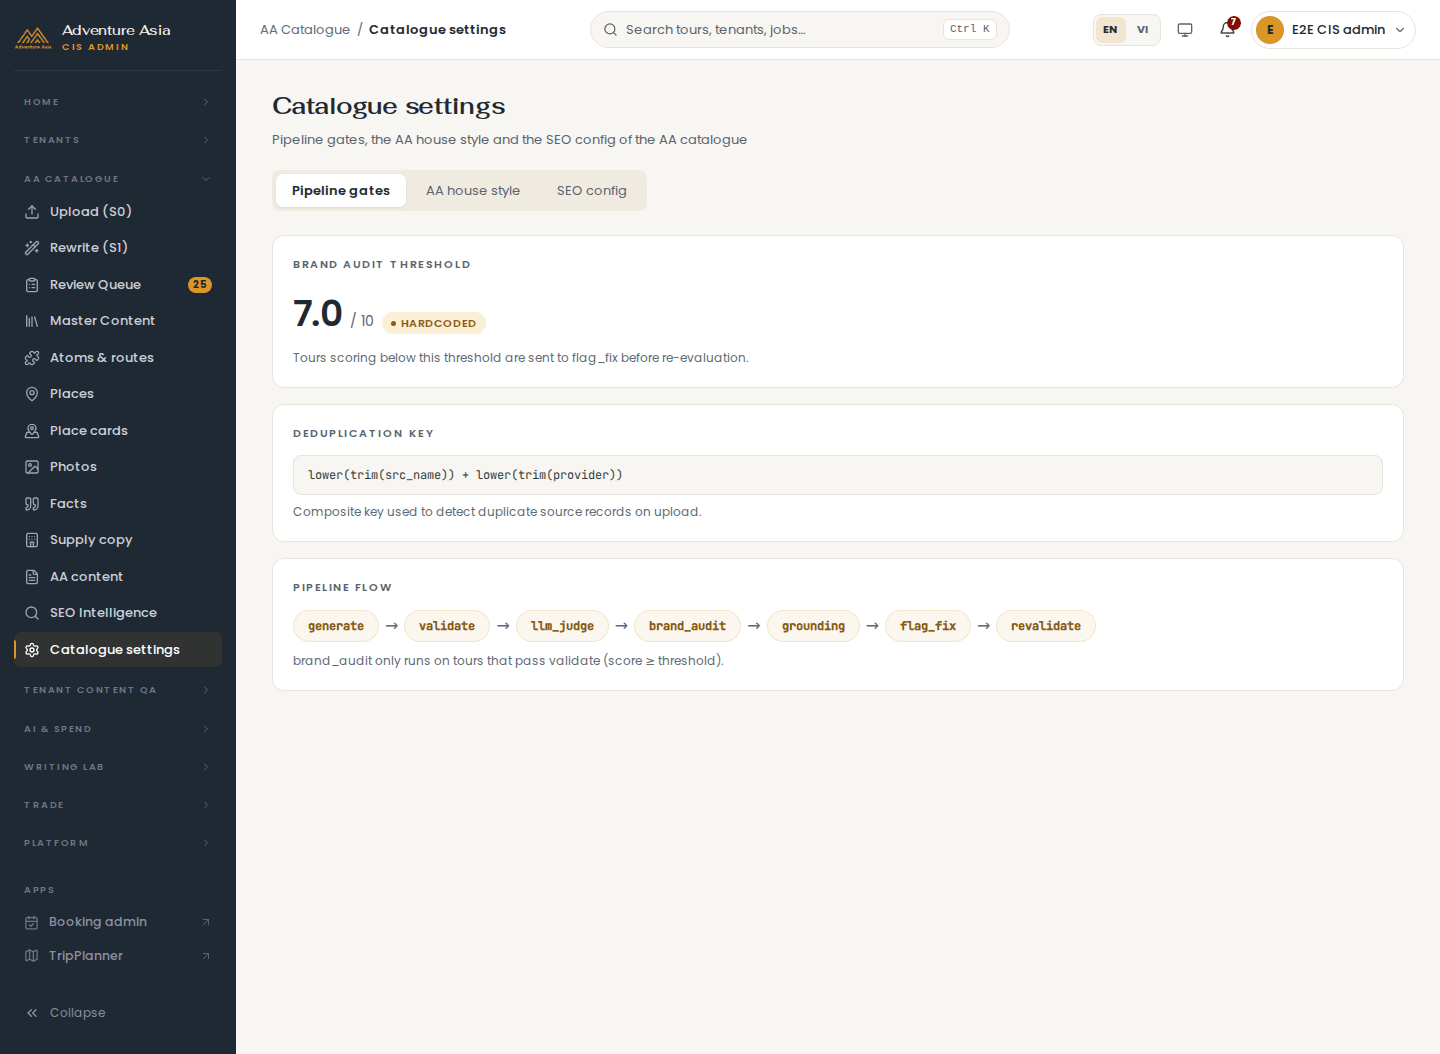 Adventure Asia
CIS ADMIN
Adventure Asia
HOME
TENANTS
AA CATALOGUE
Upload (S0)
Rewrite (S1)
Review Queue 25
Master Content
Atoms & routes
Places
Place cards
Photos
Facts
Supply copy
AA content
SEO Intelligence
Catalogue settings
TENANT CONTENT QA
AI & SPEND
WRITING LAB
TRADE
PLATFORM
APPS
Booking admin
TripPlanner
Collapse
AA Catalogue / Catalogue settings
Search tours, tenants, jobs... Ctrl K
EN VI
7
E E2E CIS admin
Catalogue settings
Pipeline gates, the AA house style and the SEO config of the AA catalogue
Pipeline gates AA house style SEO config
BRAND AUDIT THRESHOLD
7.0 / 10 HARDCODED
Tours scoring below this threshold are sent to flag_fix before re-evaluation.
DEDUPLICATION KEY
lower(trim(src_name)) + lower(trim(provider))
Composite key used to detect duplicate source records on upload.
PIPELINE FLOW
generate → validate → llm_judge → brand_audit → grounding → flag_fix → revalidate
brand_audit only runs on tours that pass validate (score ≥ threshold).